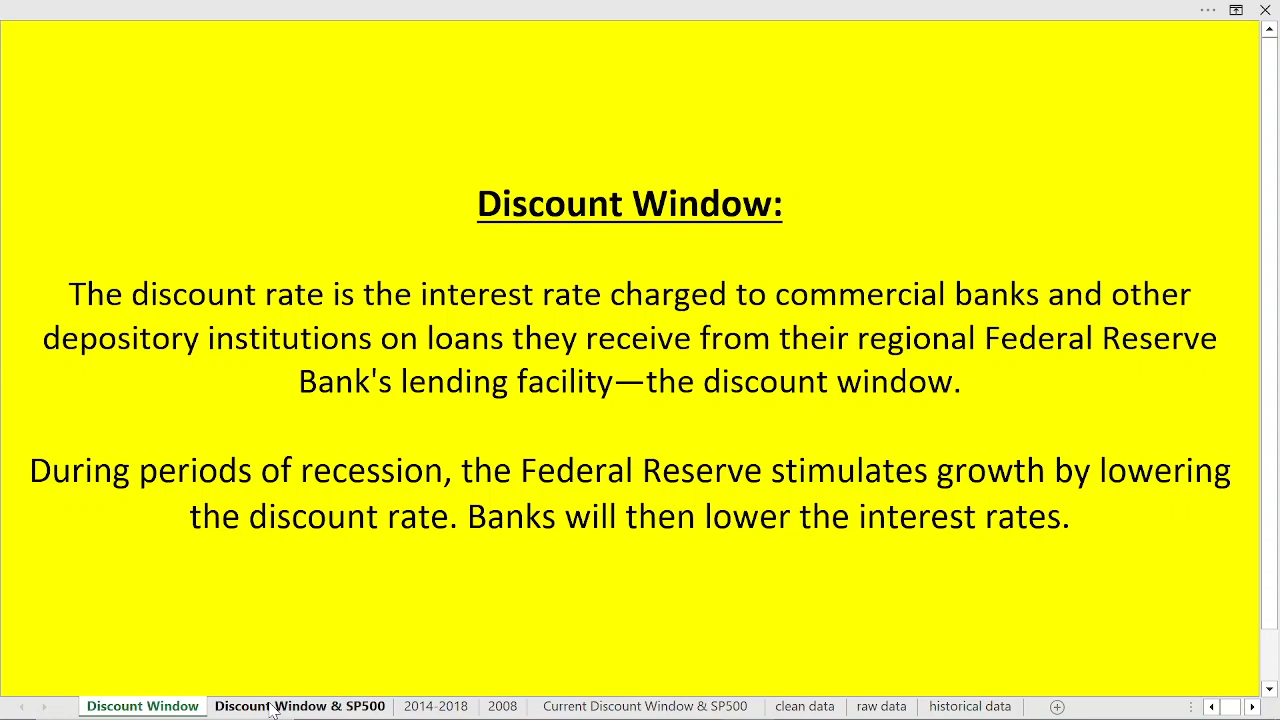 Discount Window:
The discount rate is the interest rate charged to commercial banks and other
depository institutions on loans they receive from their regional Federal Reserve
Bank's lending facility—the discount window.
During periods of recession, the Federal Reserve stimulates growth by lowering
the discount rate. Banks will then lower the interest rates.
Discount Window Discount Window & SP500 2014-2018 2008 Current Discount Window & SP500 clean data raw data historical data